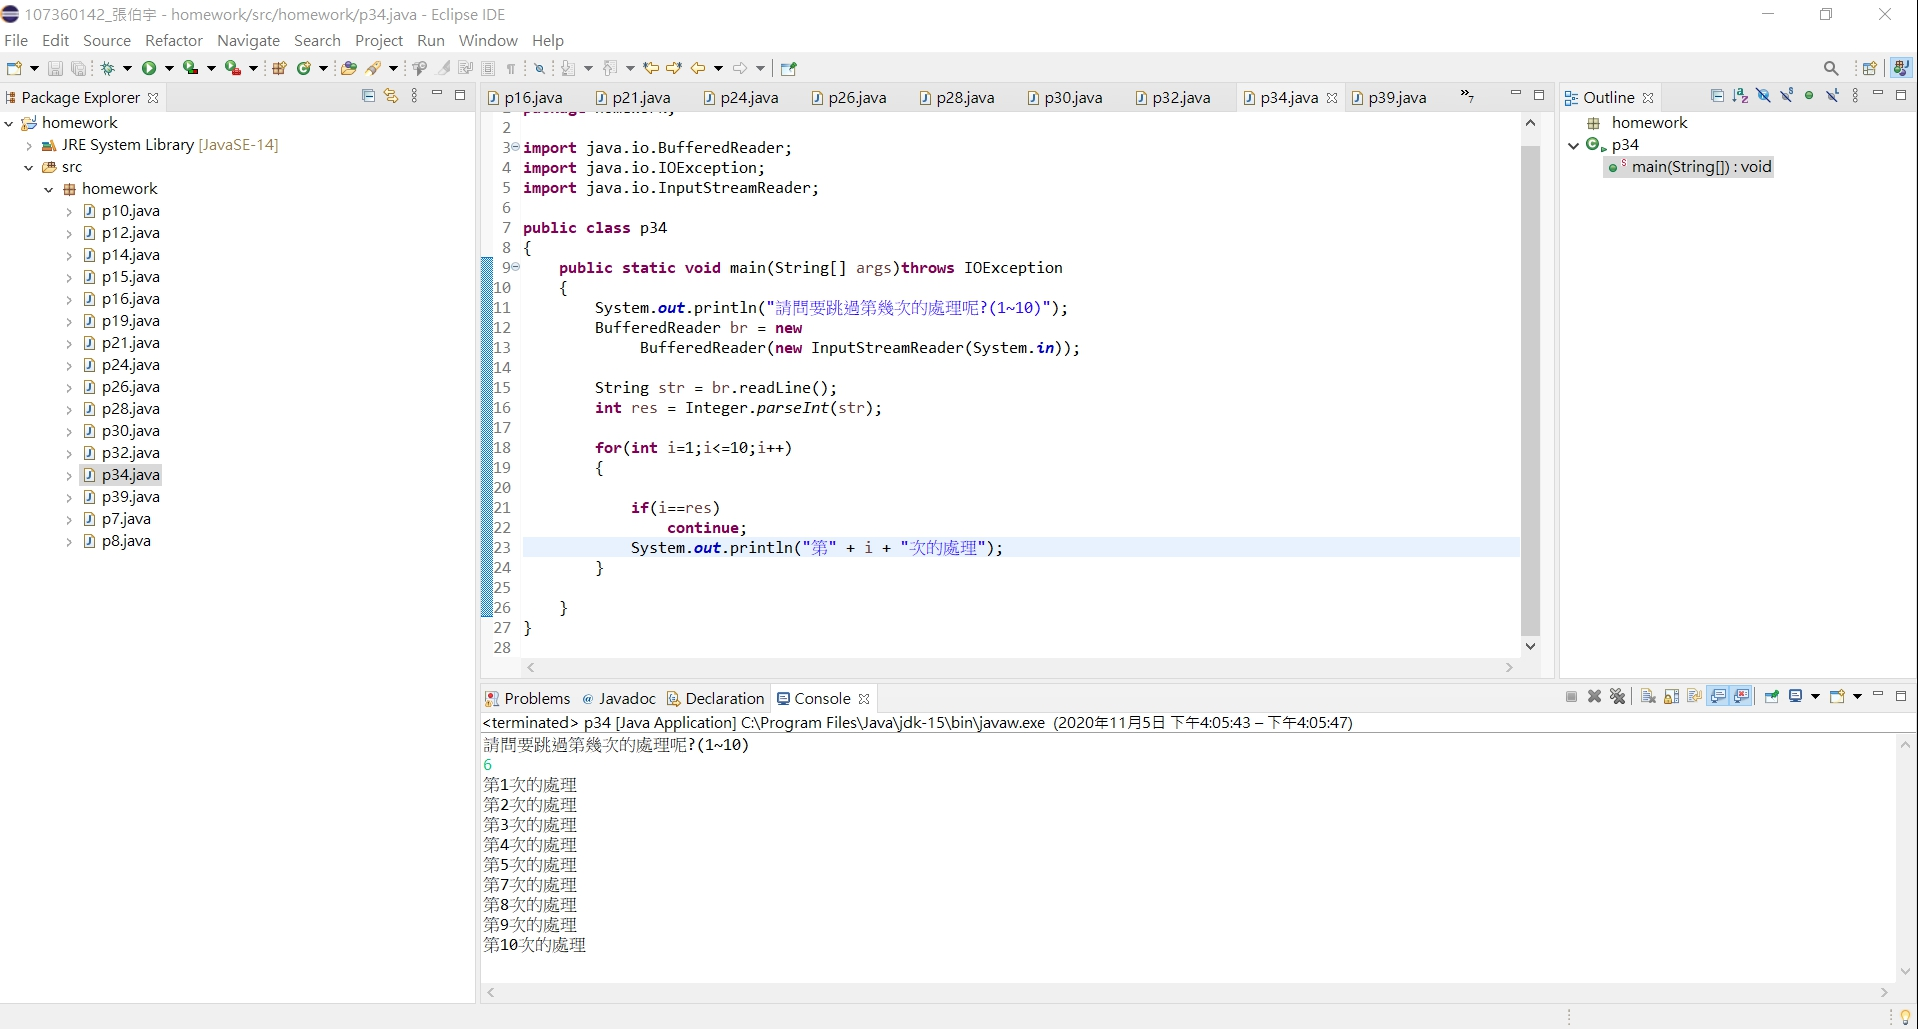 107360142_張伯宇 - homework/src/homework/p34.java - Eclipse IDE
File Edit Source Refactor Navigate Search Project Run Window Help
Package Explorer
homework
JRE System Library [JavaSE-14]
src
homework
p10.java
p12.java
p14.java
p15.java
p16.java
p19.java
p21.java
p24.java
p26.java
p28.java
p30.java
p32.java
p34.java
p39.java
p7.java
p8.java
p16.java p21.java p24.java p26.java p28.java p30.java p32.java p34.java p39.java »7
2
3 import java.io.BufferedReader;
4 import java.io.IOException;
5 import java.io.InputStreamReader;
6
7 public class p34
8 {
9 public static void main(String[] args)throws IOException
10 {
11 System.out.println("請問要跳過第幾次的處理呢?(1~10)");
12 BufferedReader br = new
13 BufferedReader(new InputStreamReader(System.in));
14
15 String str = br.readLine();
16 int res = Integer.parseInt(str);
17
18 for(int i=1;i<=10;i++)
19 {
20
21 if(i==res)
22 continue;
23 System.out.println("第" + i + "次的處理");
24 }
25
26 }
27 }
28
Outline
homework
p34
main(String[]) : void
Problems Javadoc Declaration Console
<terminated> p34 [Java Application] C:\Program Files\Java\jdk-15\bin\javaw.exe (2020年11月5日 下午4:05:43 – 下午4:05:47)
請問要跳過第幾次的處理呢?(1~10)
6
第1次的處理
第2次的處理
第3次的處理
第4次的處理
第5次的處理
第7次的處理
第8次的處理
第9次的處理
第10次的處理